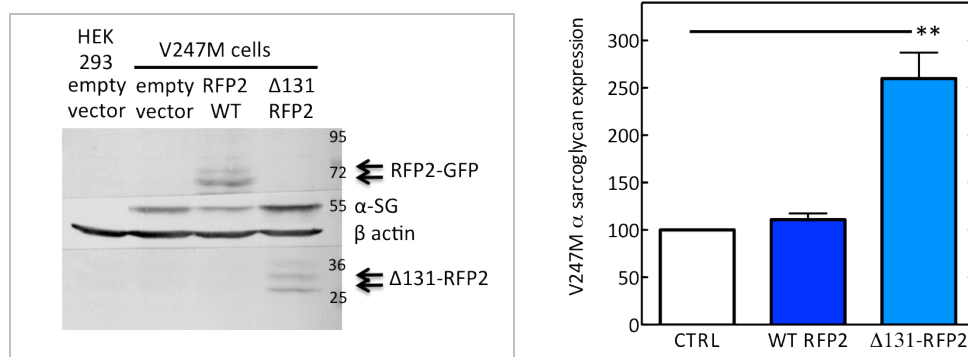 HEK
293
empty
vector
V247M cells
empty
vector
RFP2
WT
Δ131
RFP2
95
72
RFP2-GFP
55
α-SG
β actin
36
Δ131-RFP2
25
V247M α sarcoglycan expression
300
250
200
150
100
50
0
**
CTRL
WT RFP2
Δ131-RFP2